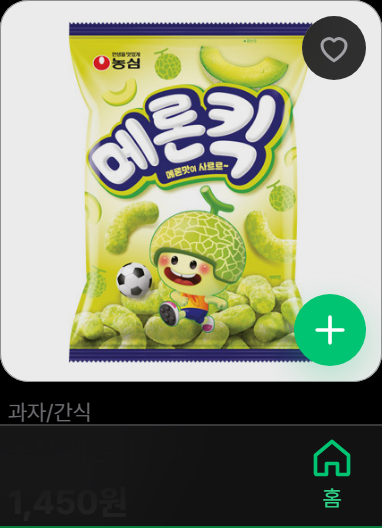 농심
메론킥
메론맛이 사르르~
과자/간식
1,450원
홈